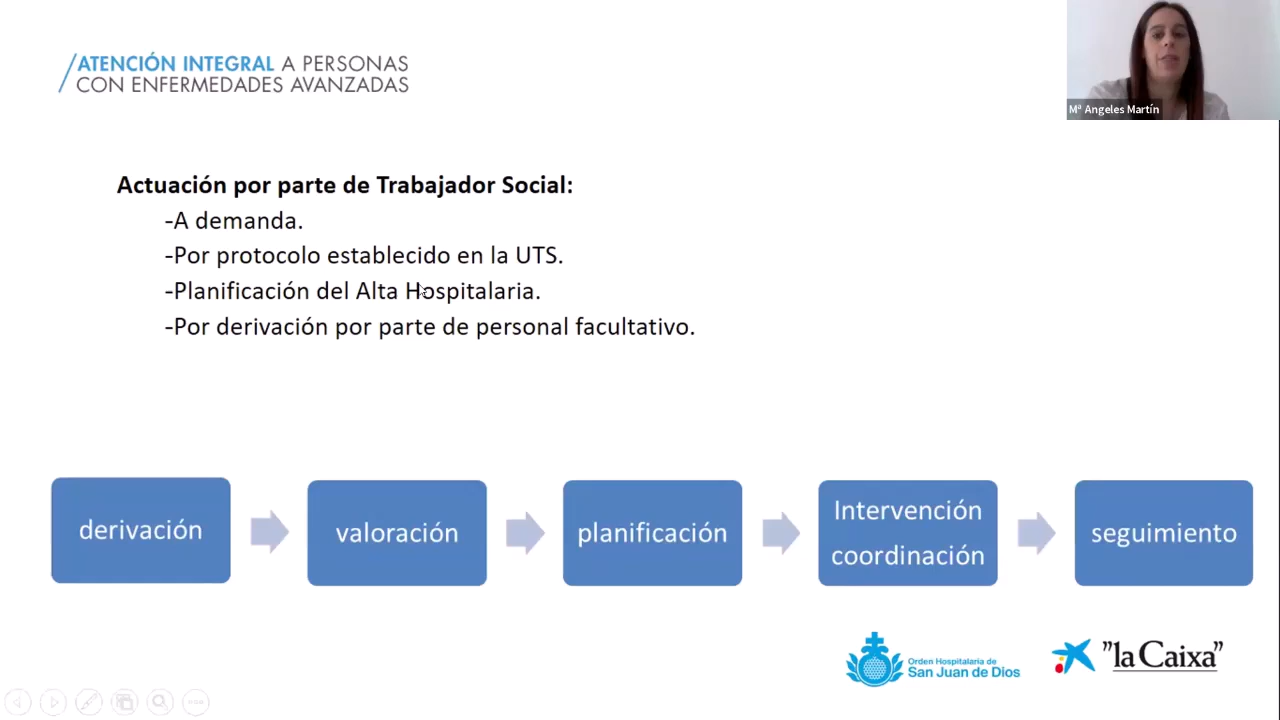 /ATENCIÓN INTEGRAL A PERSONAS
CON ENFERMEDADES AVANZADAS
Mª Angeles Martín
Actuación por parte de Trabajador Social:
-A demanda.
-Por protocolo establecido en la UTS.
-Planificación del Alta Hospitalaria.
-Por derivación por parte de personal facultativo.
derivación
valoración
planificación
Intervención
coordinación
seguimiento
Orden Hospitalaria de
San Juan de Dios
"la Caixa"